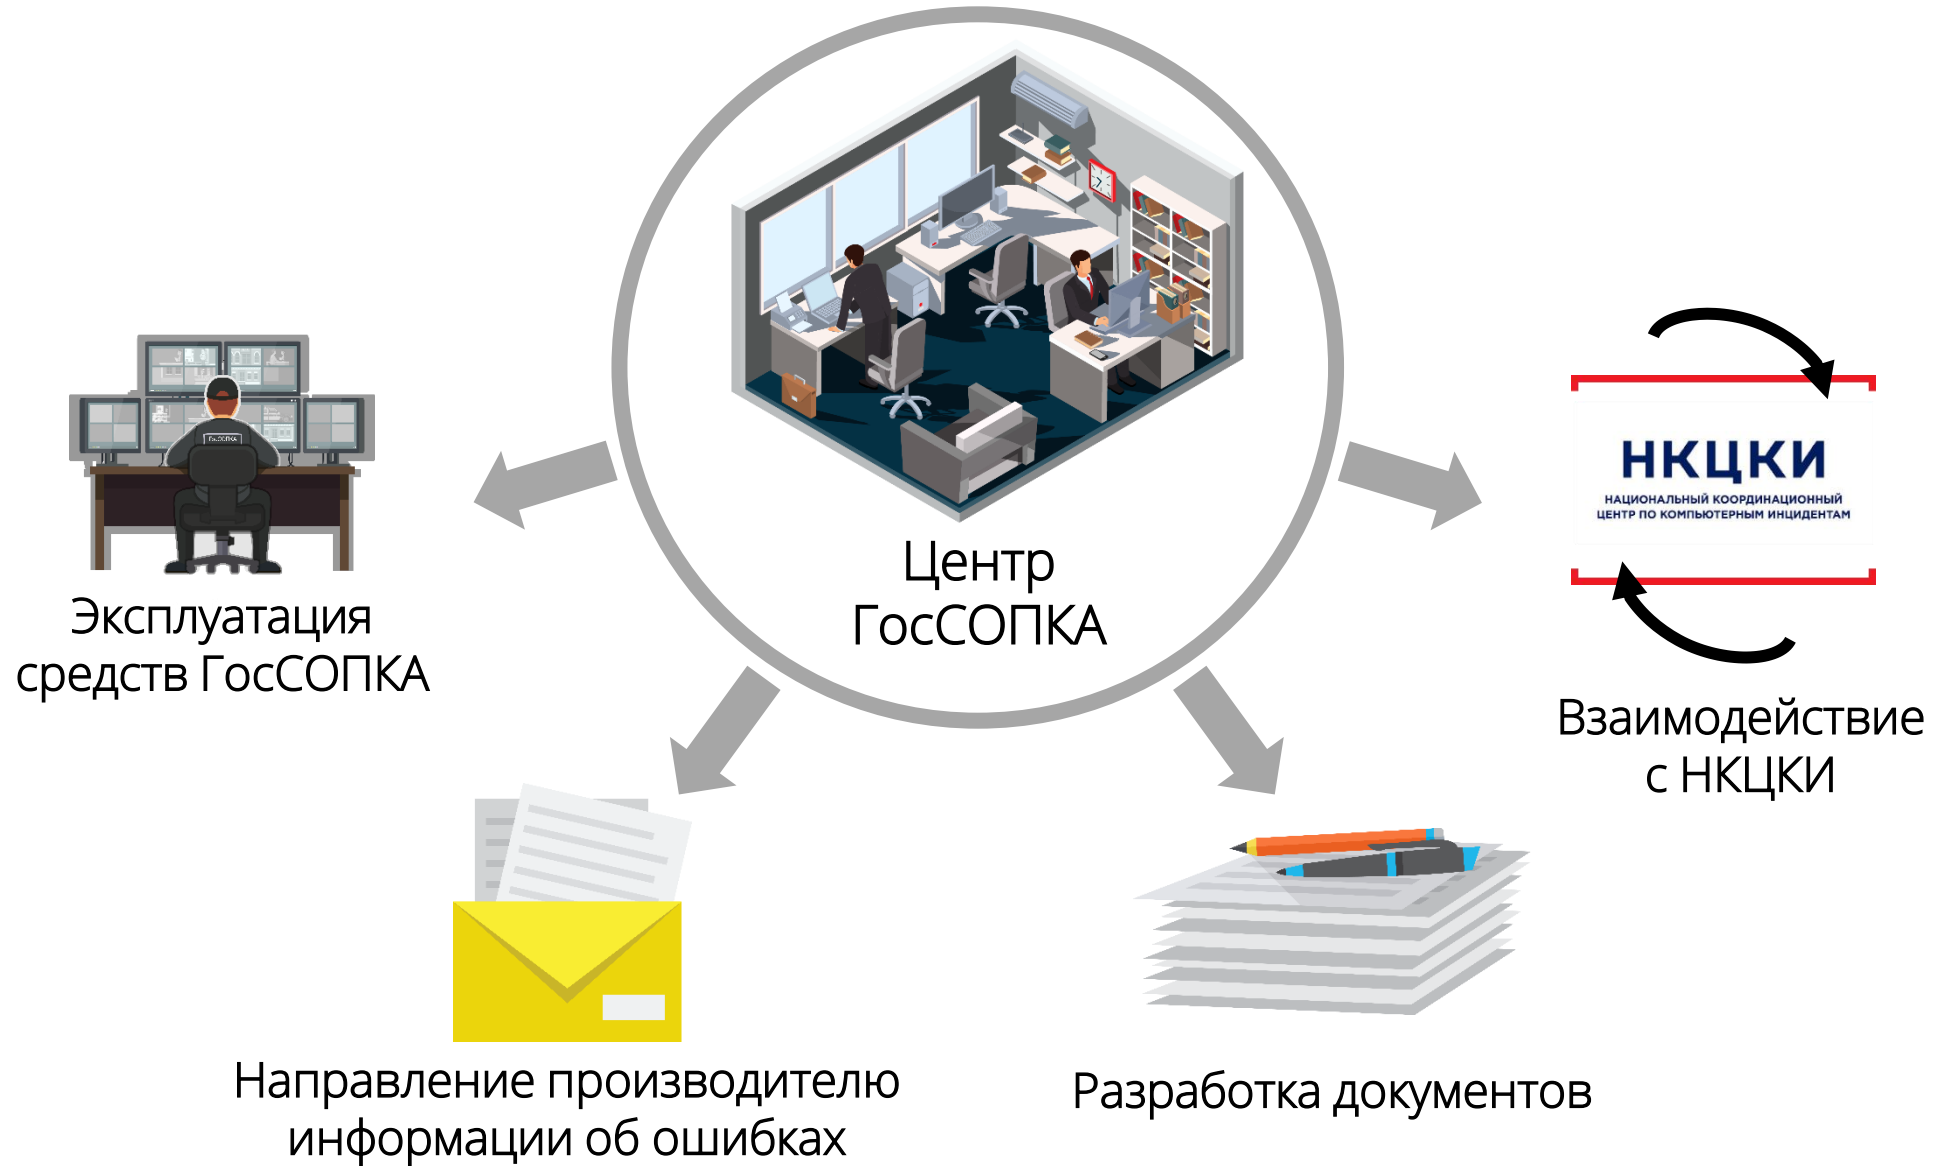 ГосСОПКА
Центр
ГосСОПКА
НКЦКИ
НАЦИОНАЛЬНЫЙ КООРДИНАЦИОННЫЙ
ЦЕНТР ПО КОМПЬЮТЕРНЫМ ИНЦИДЕНТАМ
Эксплуатация
средств ГосСОПКА
Взаимодействие
с НКЦКИ
Направление производителю
информации об ошибках
Разработка документов